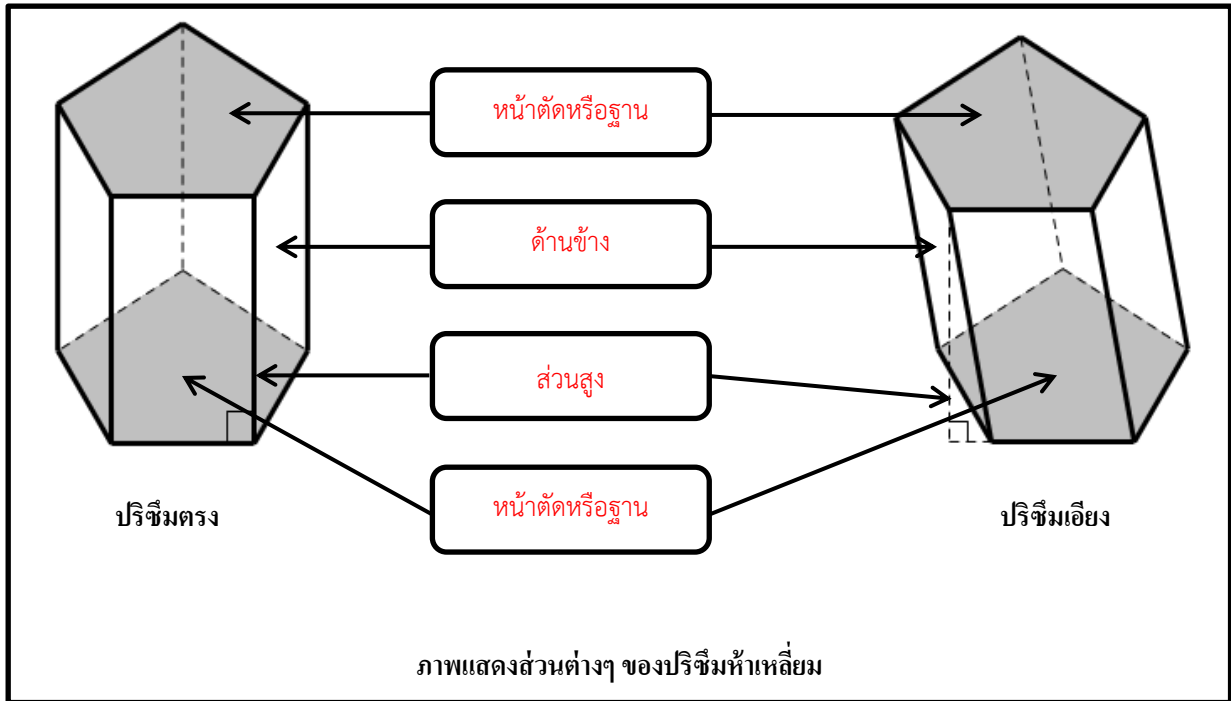 หน้าตัดหรือฐาน
ด้านข้าง
ส่วนสูง
หน้าตัดหรือฐาน
ปริซึมตรง
ปริซึมเอียง
ภาพแสดงส่วนต่างๆ ของปริซึมห้าเหลี่ยม